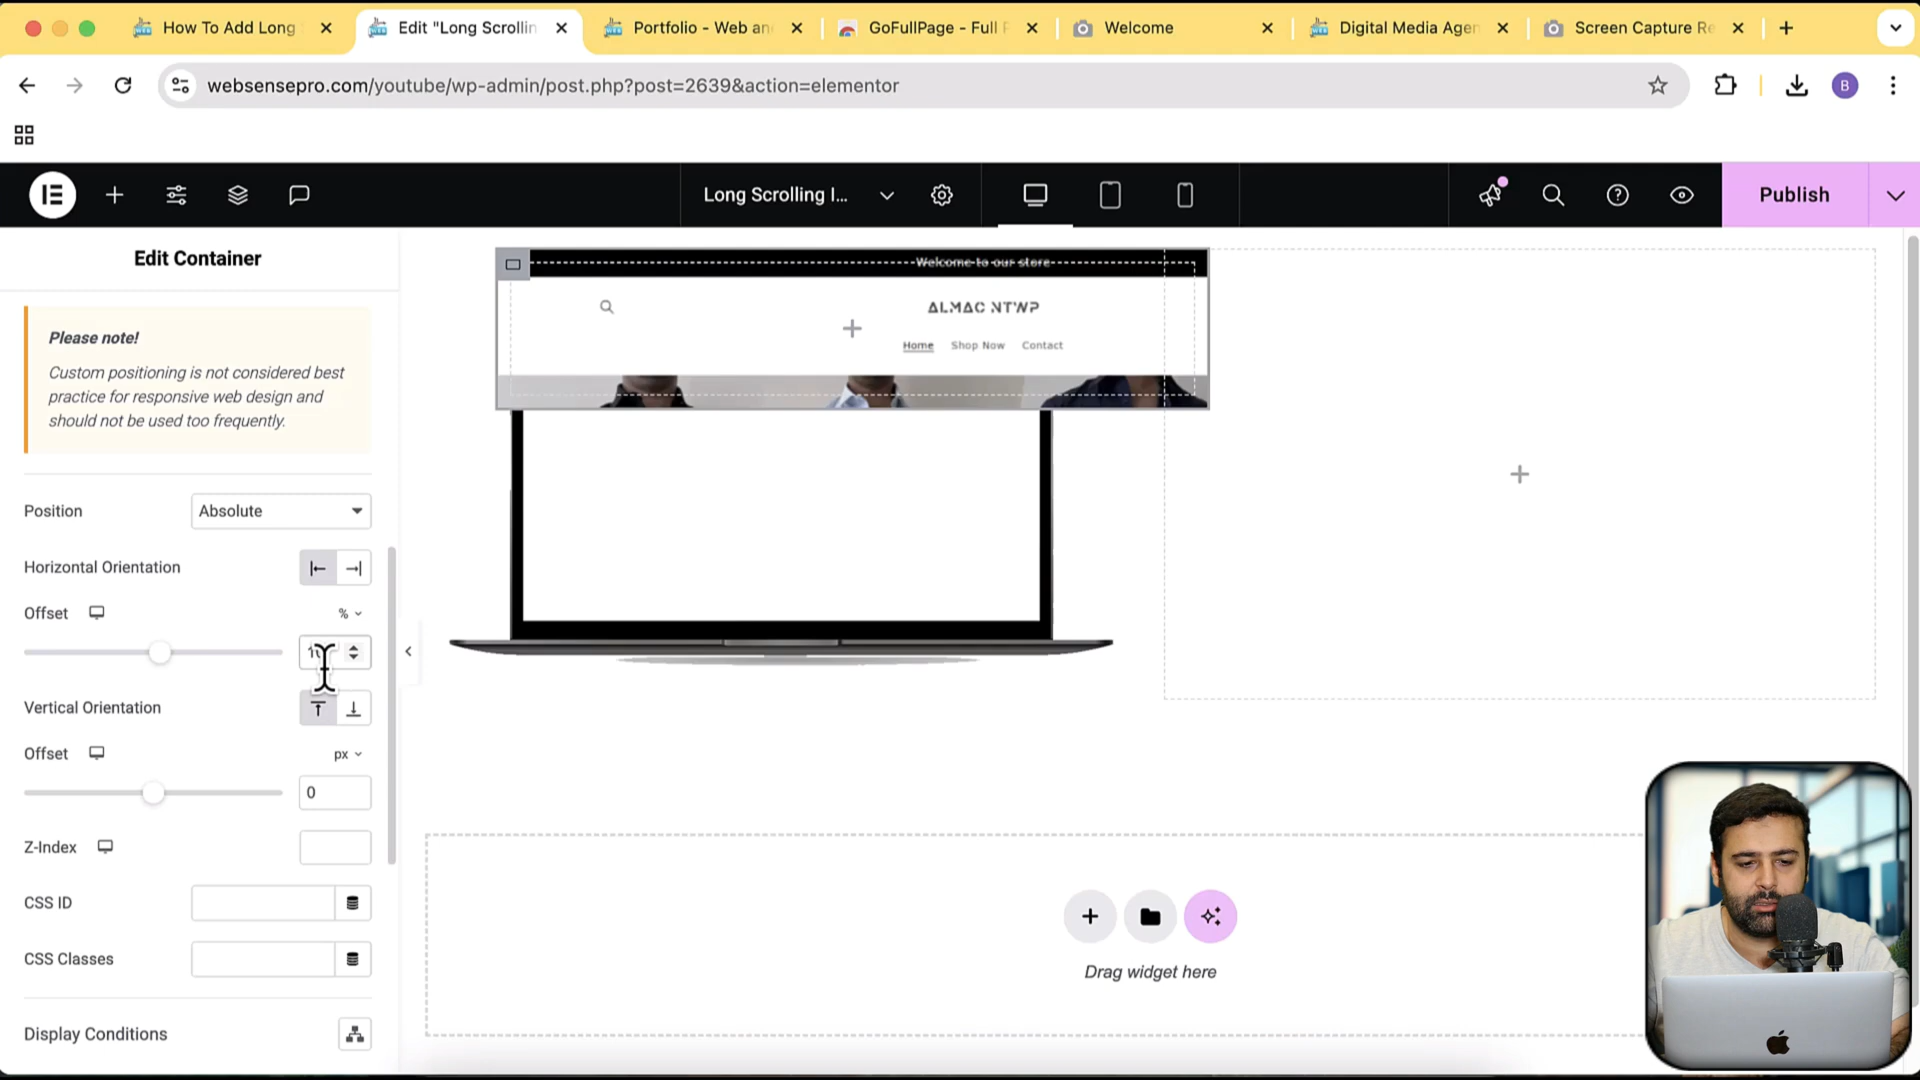 How To Add Long
Edit "Long Scrollin
Portfolio - Web an
GoFullPage - Full P
Welcome
Digital Media Agen
Screen Capture Re
websensepro.com/youtube/wp-admin/post.php?post=2639&action=elementor
B
Long Scrolling I...
Publish
Edit Container
Please note!
Custom positioning is not considered best
practice for responsive web design and
should not be used too frequently.
Position
Absolute
Horizontal Orientation
Offset
%
Vertical Orientation
Offset
px
0
Z-Index
CSS ID
CSS Classes
Display Conditions
Welcome to our store
ALMAC NTWP
Home Shop Now Contact
Drag widget here